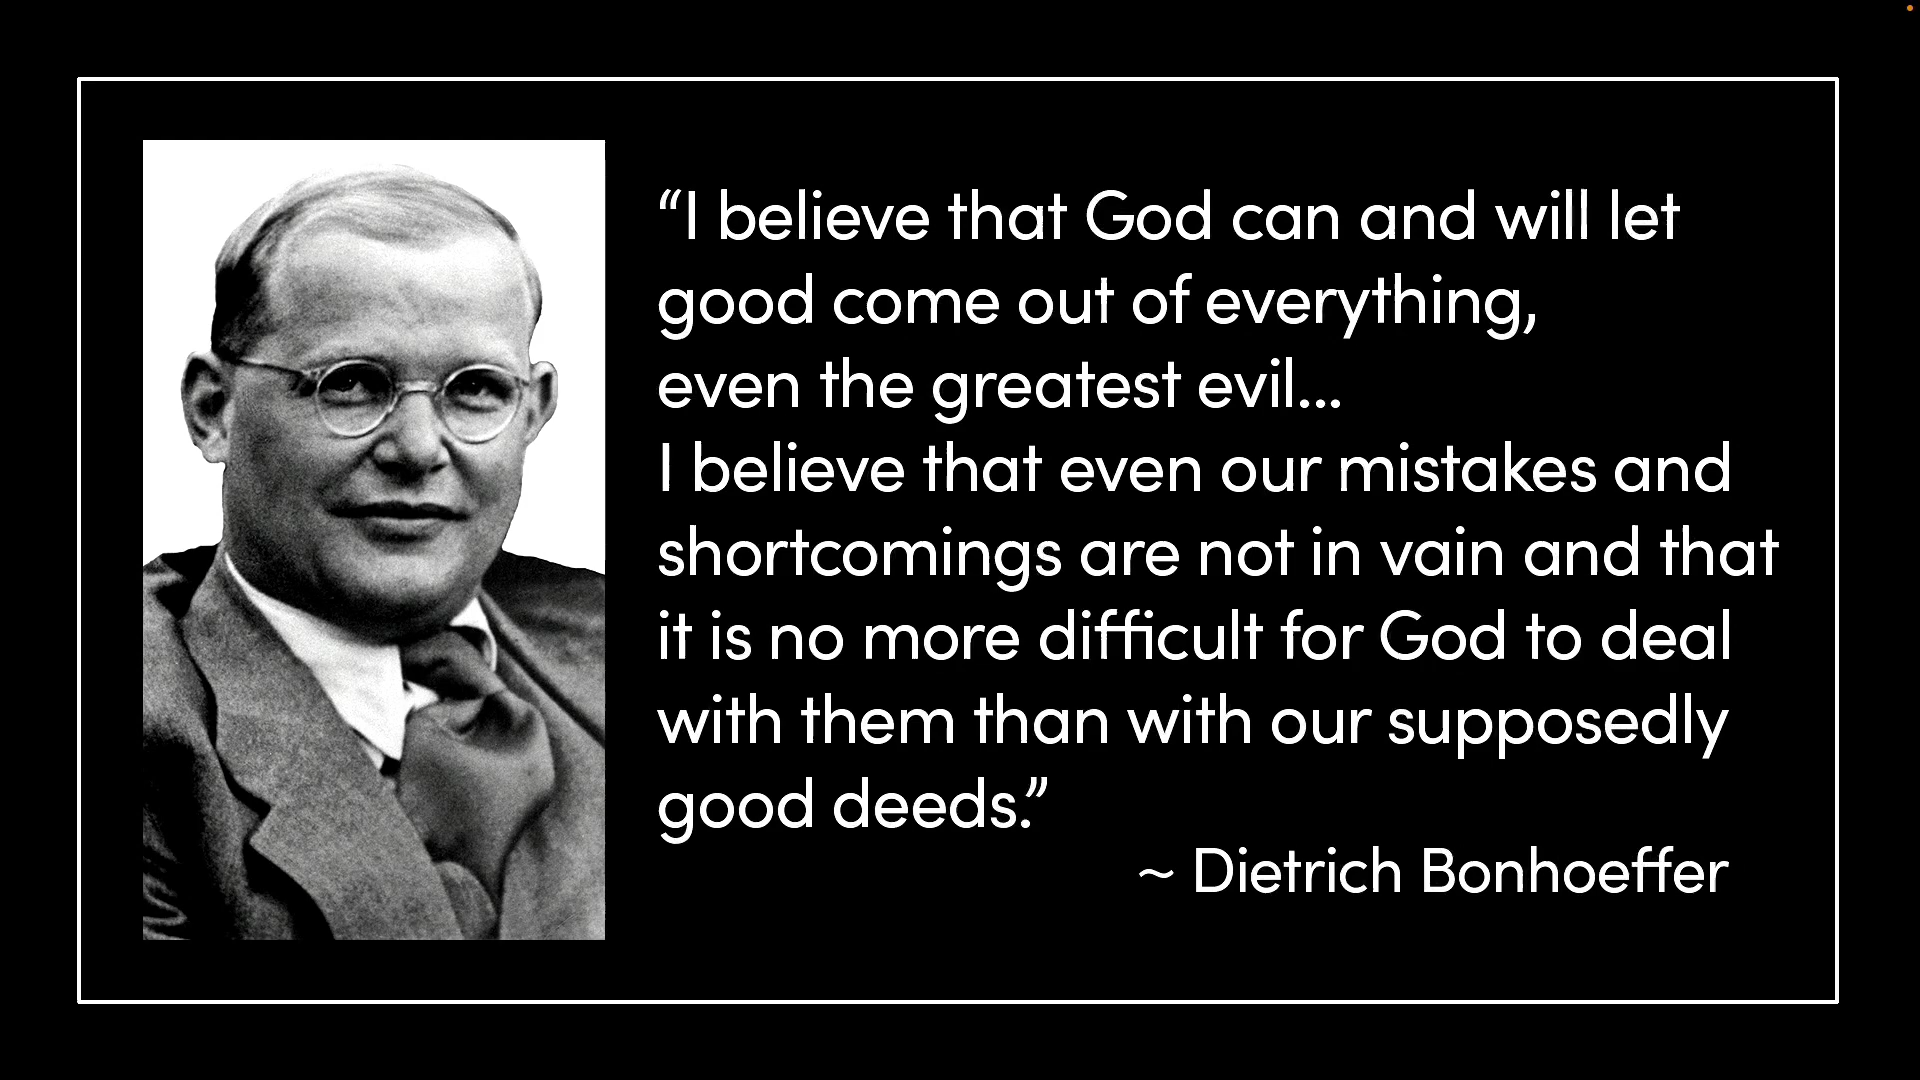 “I believe that God can and will let
good come out of everything,
even the greatest evil...
I believe that even our mistakes and
shortcomings are not in vain and that
it is no more difficult for God to deal
with them than with our supposedly
good deeds.”
~ Dietrich Bonhoeffer